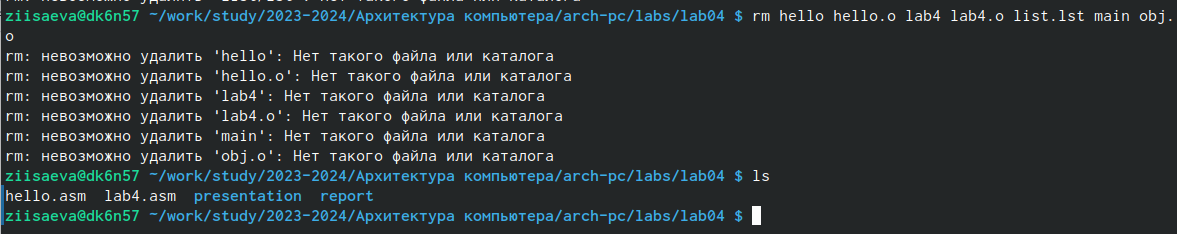 ziisaeva@dk6n57 ~/work/study/2023-2024/Архитектура компьютера/arch-pc/labs/lab04 $ rm hello hello.o lab4 lab4.o list.lst main obj.
o
rm: невозможно удалить 'hello': Нет такого файла или каталога
rm: невозможно удалить 'hello.o': Нет такого файла или каталога
rm: невозможно удалить 'lab4': Нет такого файла или каталога
rm: невозможно удалить 'lab4.o': Нет такого файла или каталога
rm: невозможно удалить 'main': Нет такого файла или каталога
rm: невозможно удалить 'obj.o': Нет такого файла или каталога
ziisaeva@dk6n57 ~/work/study/2023-2024/Архитектура компьютера/arch-pc/labs/lab04 $ ls
hello.asm lab4.asm presentation report
ziisaeva@dk6n57 ~/work/study/2023-2024/Архитектура компьютера/arch-pc/labs/lab04 $